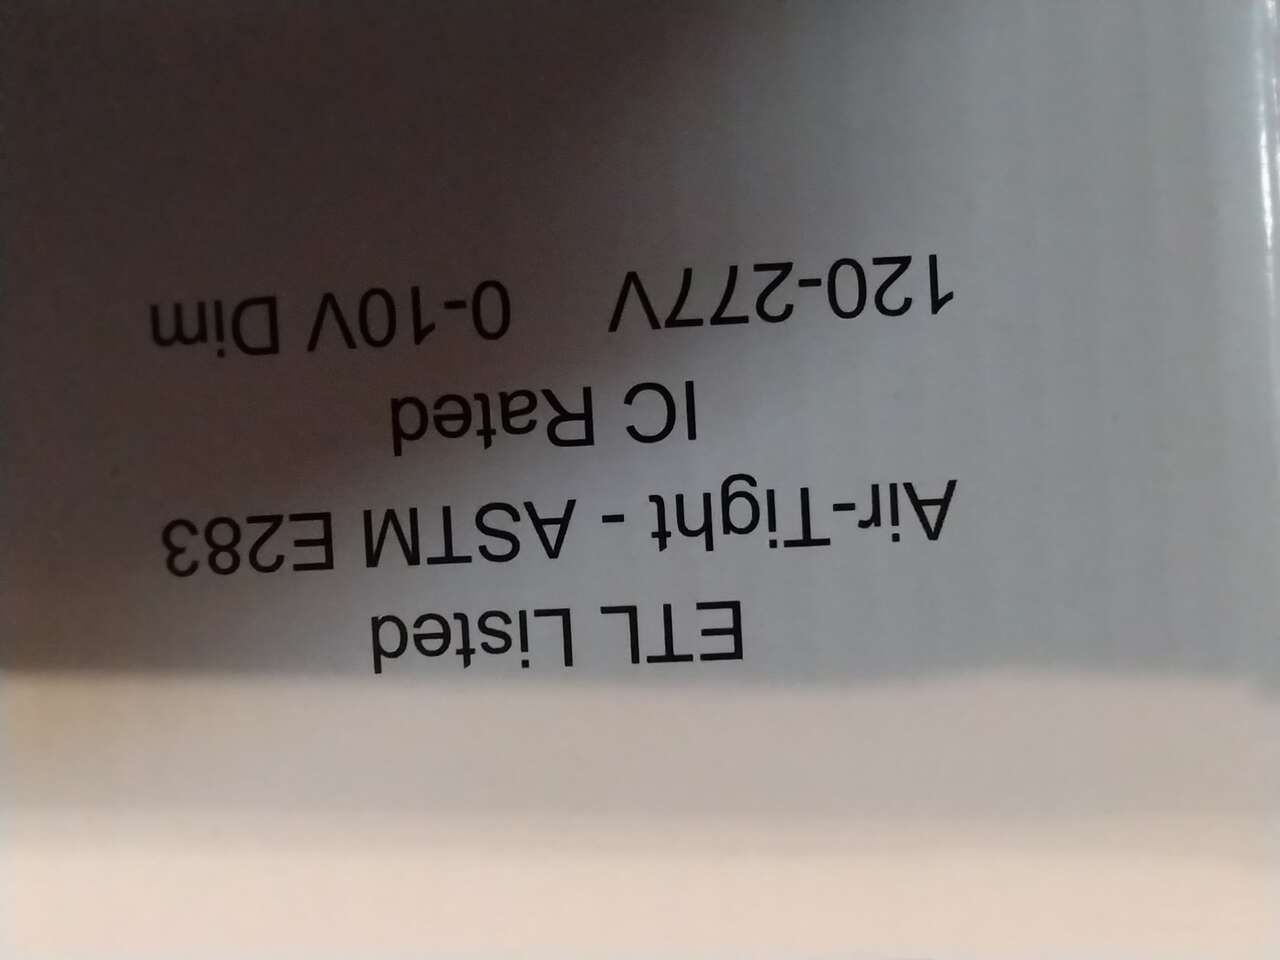 ETL Listed
Air-Tight - ASTM E283
IC Rated
120-277V 0-10V Dim